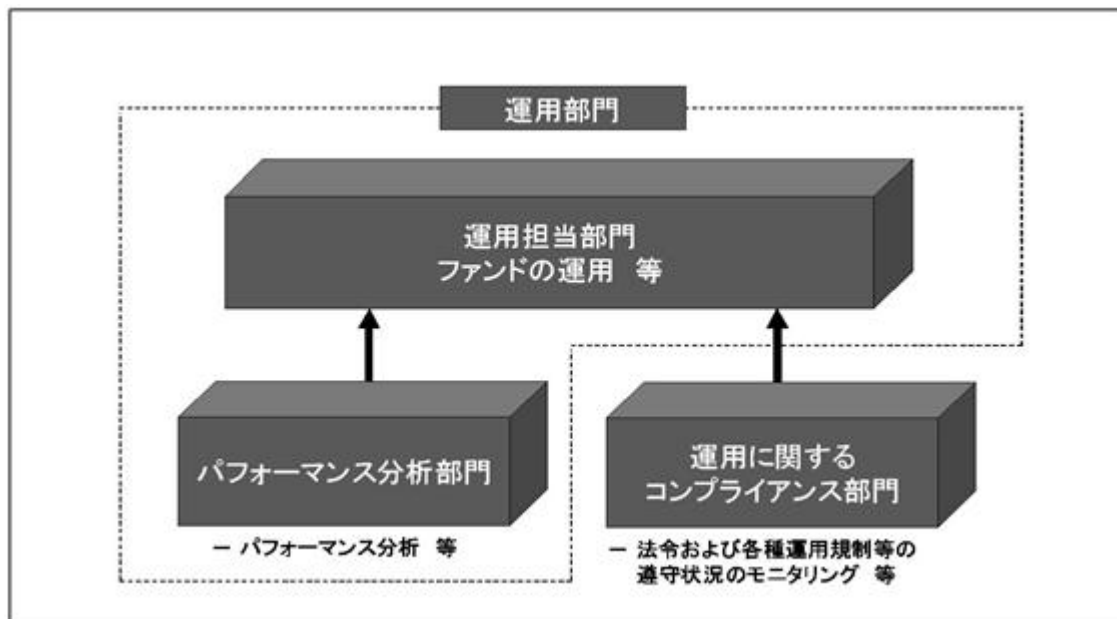 運用部門
運用担当部門
ファンドの運用 等
パフォーマンス分析部門
－ パフォーマンス分析 等
運用に関する
コンプライアンス部門
－ 法令および各種運用規制等の
遵守状況のモニタリング 等